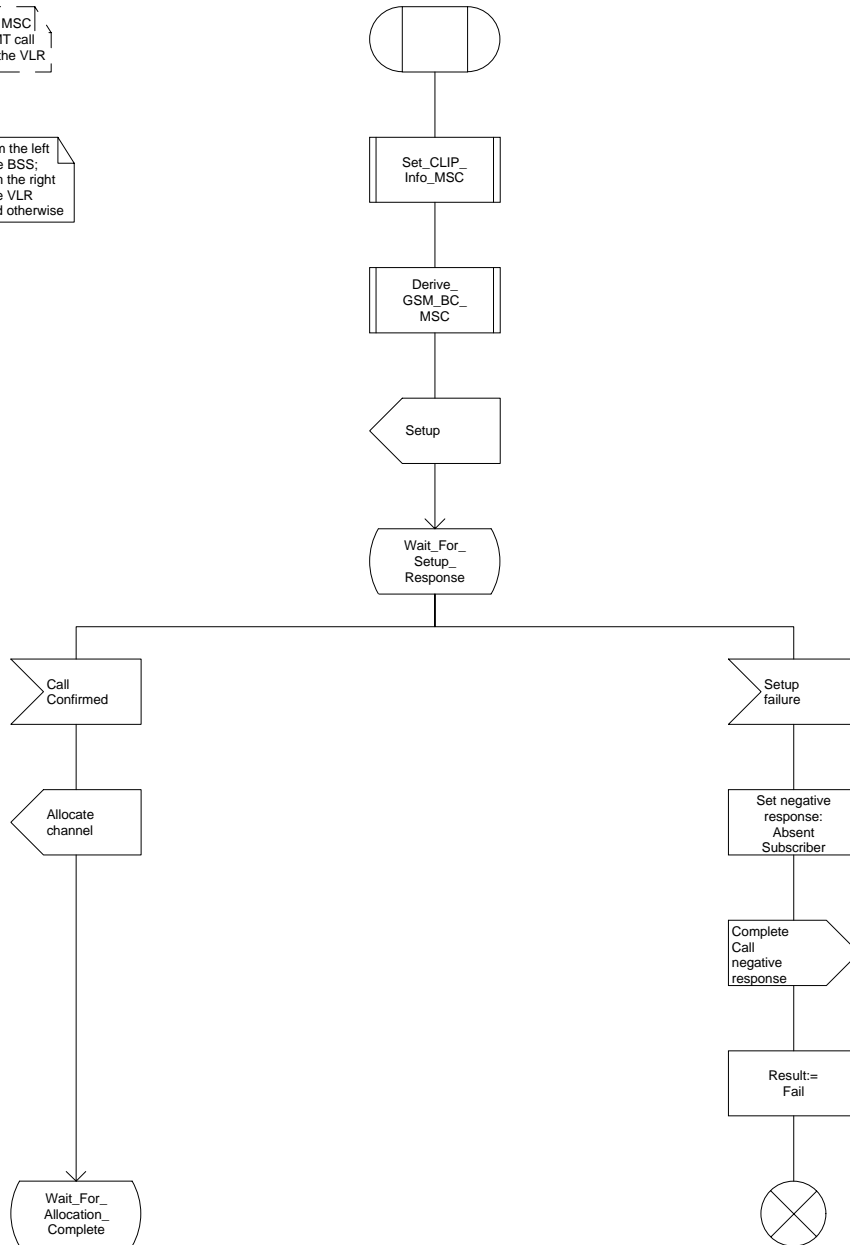 MSC
MT call
the VLR
the left
BSS;
the right
VLR
otherwise
Set_CLIP_
Info_MSC
Derive_
GSM_BC_
MSC
Setup
Wait_For_
Setup_
Response
Call
Confirmed
Setup
failure
Allocate
channel
Set negative
response:
Absent
Subscriber
Complete
Call
negative
response
Result:=
Fail
Wait_For_
Allocation_
Complete